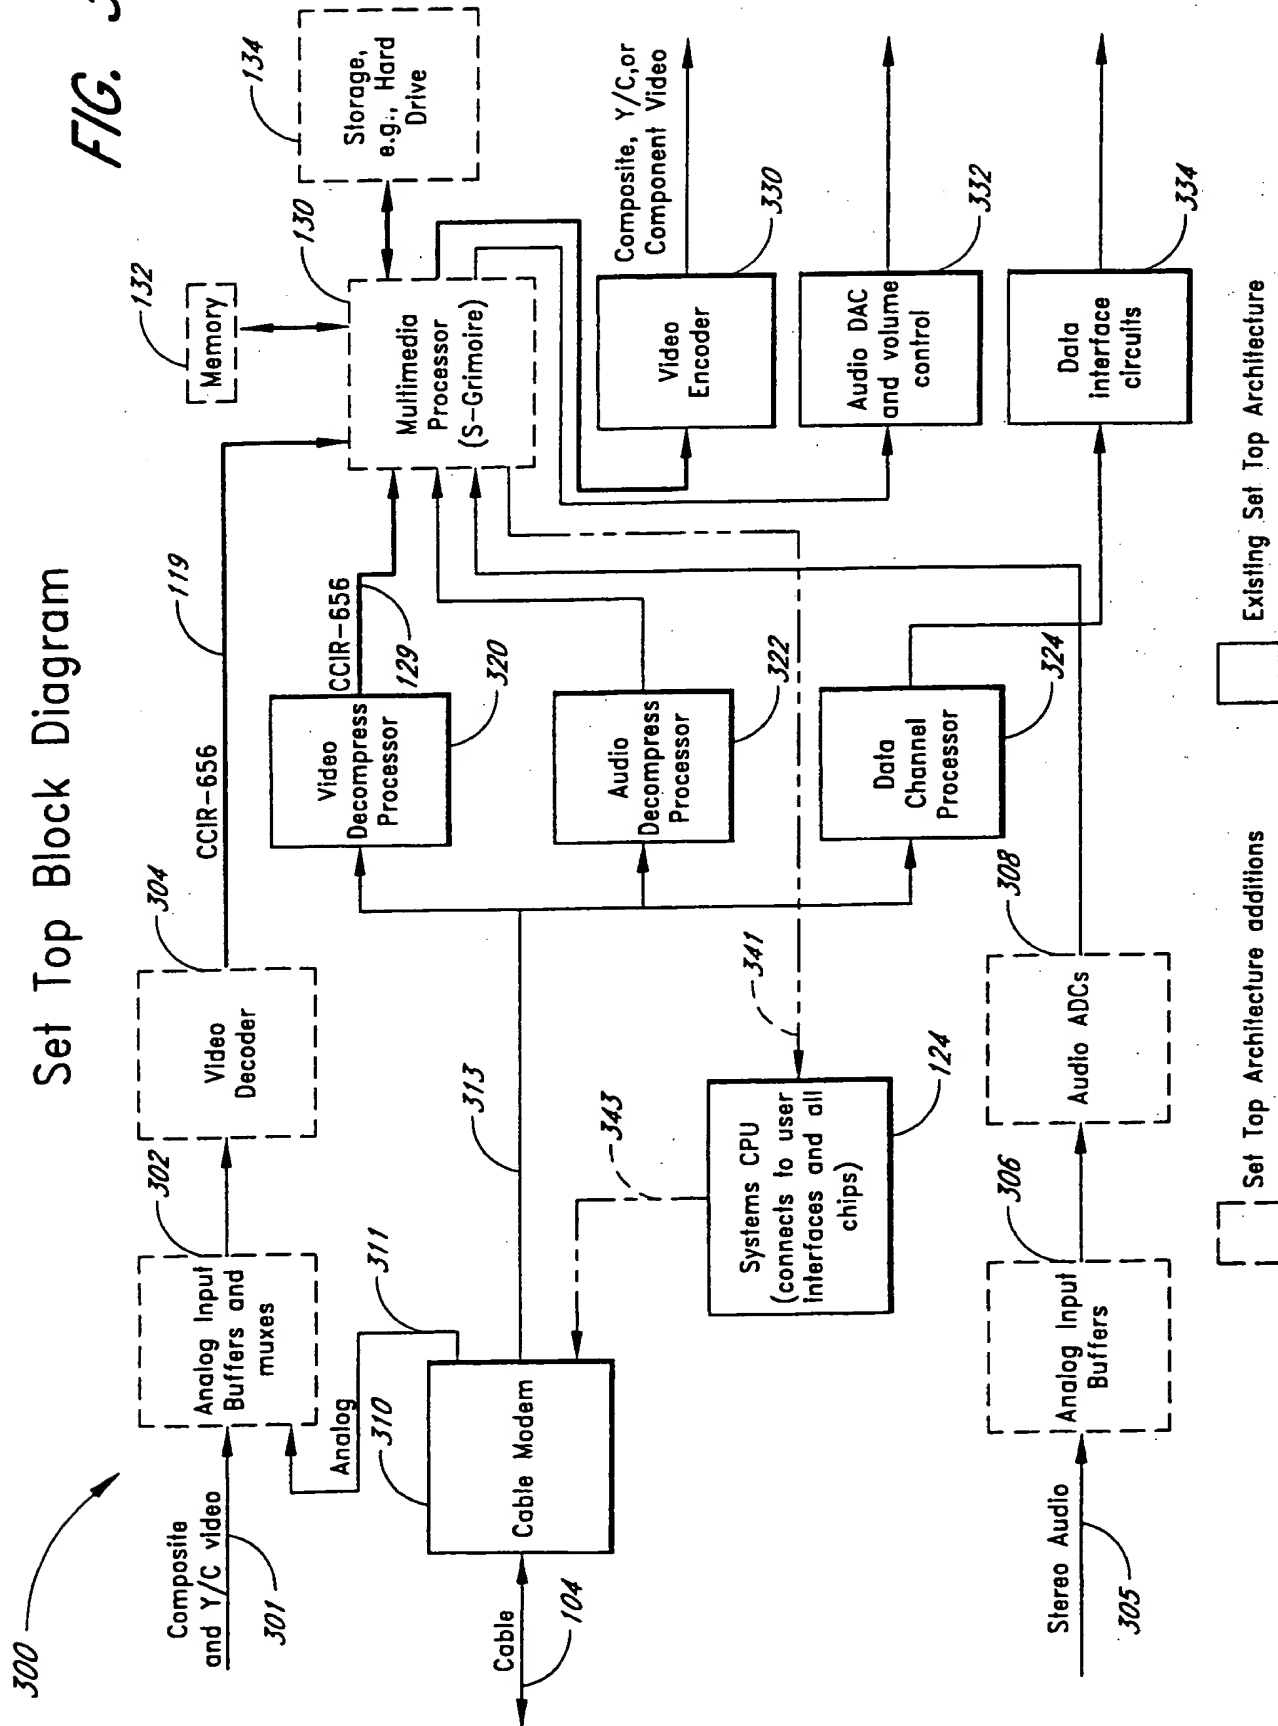 FIG. 3
Set Top Block Diagram
300
Composite
and Y/C video
301
Analog Input
Buffers and
muxes
302
Video
Decoder
304
CCIR-656
119
Memory
132
Storage,
e.g., Hard
Drive
134
Multimedia
Processor
(S-Grimoire)
130
Analog
311
Cable
104
Cable Modem
310
313
Video
Decompress
Processor
320
CCIR-656
129
Audio
Decompress
Processor
322
Data
Channel
Processor
324
Composite, Y/C, or
Component Video
Video
Encoder
330
Audio DAC
and volume
control
332
Data
interface
circuits
334
343
341
Systems CPU
(connects to user
interfaces and all
chips)
124
Stereo Audio
305
Analog Input
Buffers
306
Audio ADCs
308
Set Top Architecture additions
Existing Set Top Architecture